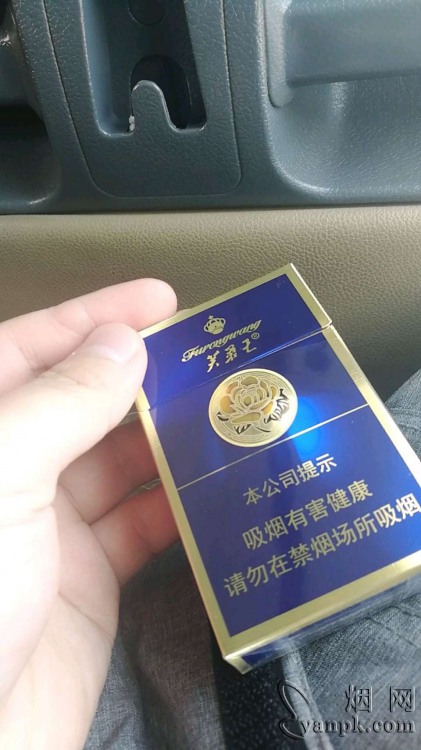 Furongwang
芙蓉王®
本公司提示
吸烟有害健康
请勿在禁烟场所吸烟
烟网
yanpk.com